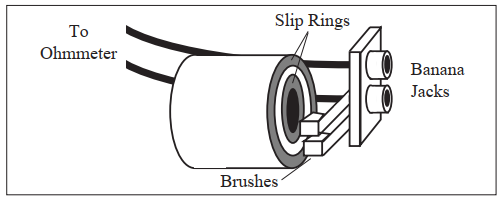 To
Ohmmeter
Slip Rings
Banana
Jacks
Brushes